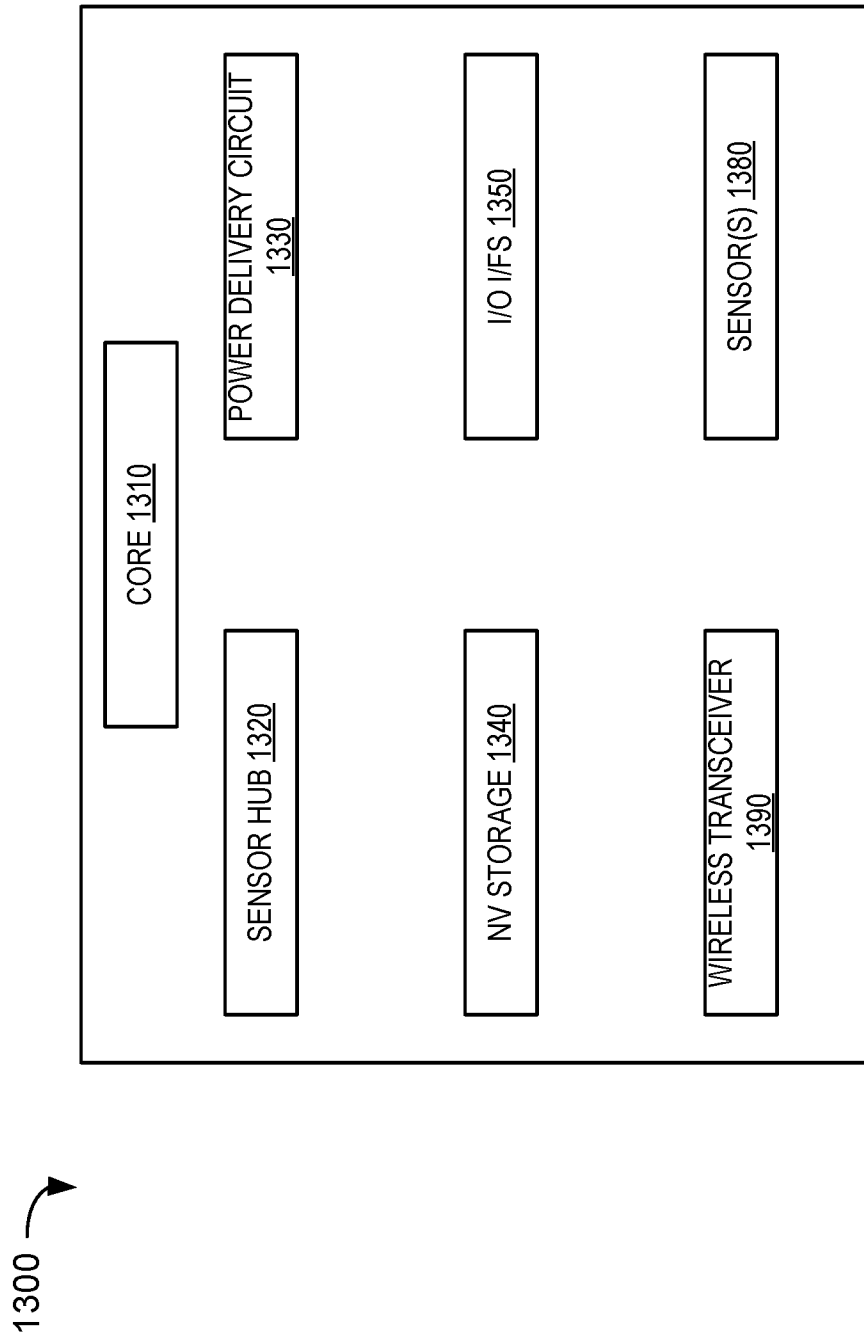 1300
CORE 1310
SENSOR HUB 1320
POWER DELIVERY CIRCUIT
1330
NV STORAGE 1340
I/O I/FS 1350
WIRELESS TRANSCEIVER
1390
SENSOR(S) 1380